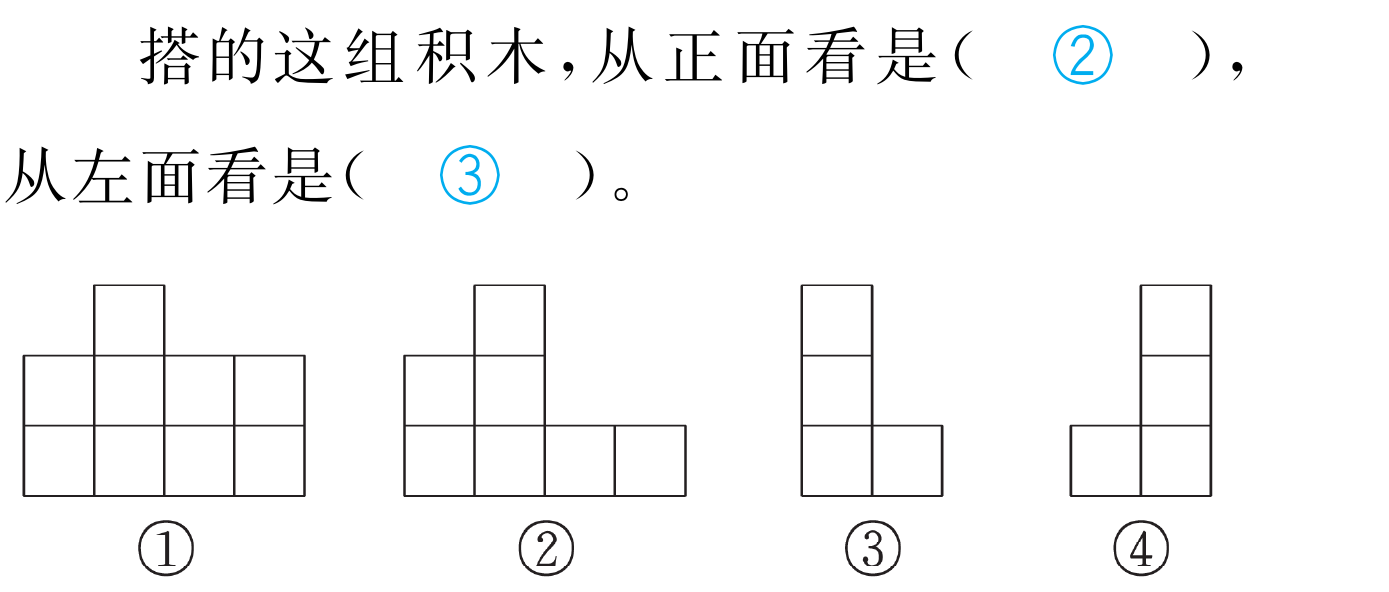 搭的这组积木,从正面看是( ② ),
从左面看是( ③ )。
① ② ③ ④